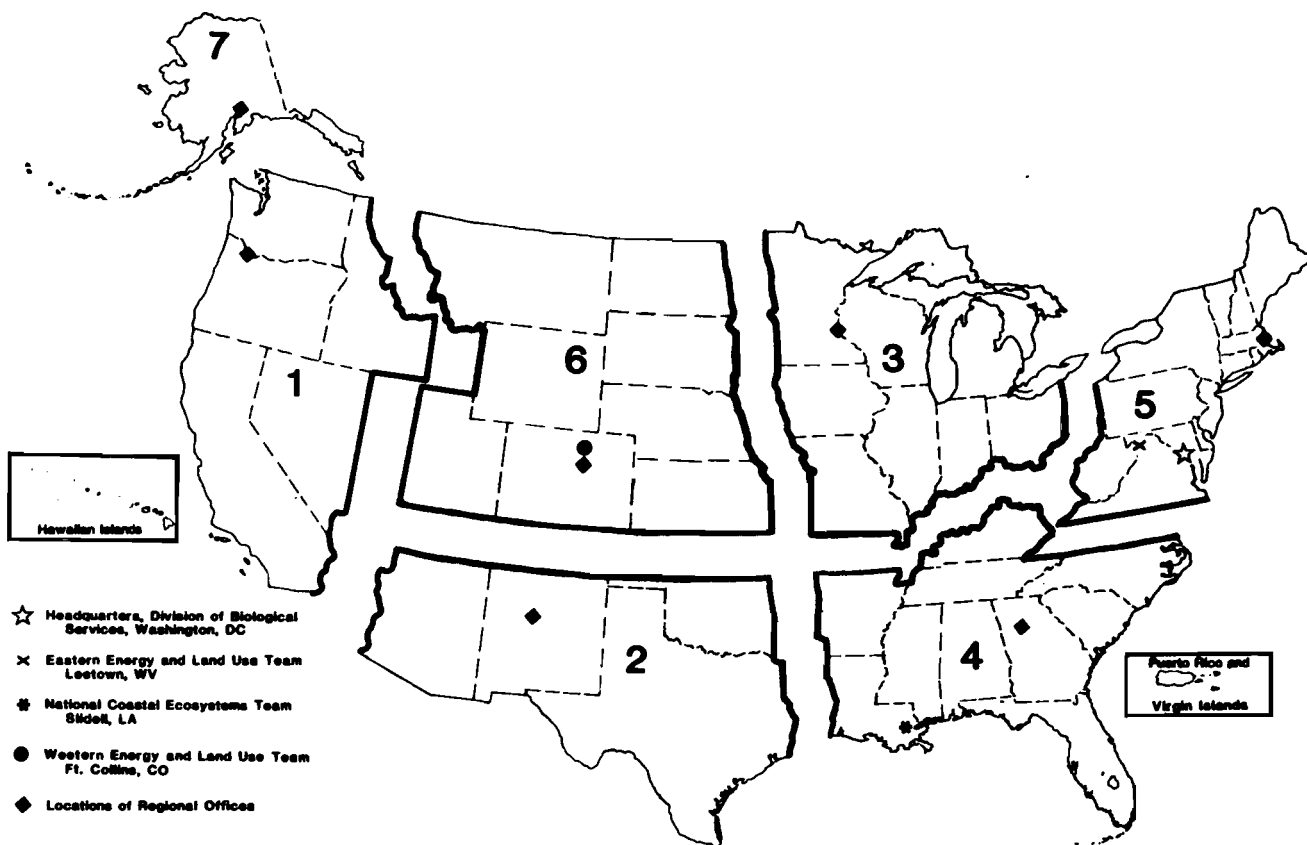 7
1
6
3
5
2
4
Hawaiian Islands
Puerto Rico and
Virgin Islands
Headquarters, Division of Biological
Services, Washington, DC
Eastern Energy and Land Use Team
Leetown, WV
National Coastal Ecosystems Team
Slidell, LA
Western Energy and Land Use Team
Ft. Collins, CO
Locations of Regional Offices